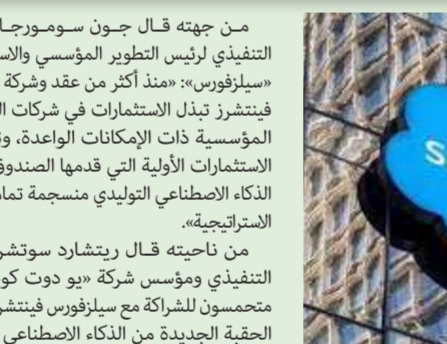 من جهته قال جون سومورجا
التنفيذي لرئيس التطوير المؤسسي والاس
«سيلزفورس»: «منذ أكثر من عقد وشركة
فينتشرز تبذل الاستثمارات في شركات ال
المؤسسية ذات الإمكانات الواعدة، وت
الاستثمارات الأولية التي قدمها الصندوق
الذكاء الاصطناعي التوليدي منسجمة تما
الاستراتيجية».
من ناحيته قال ريتشارد سوتشر
التنفيذي ومؤسس شركة «يو دوت كو
متحمسون للشراكة مع سيلزفورس فينتشر
الحقبة الجديدة من الذكاء الاصطناعي
s